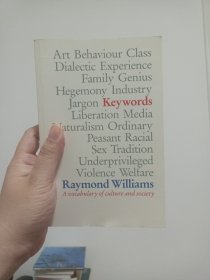 Art Behaviour Class
Dialectic Experience
Family Genius
Hegemony Industry
Jargon Keywords
Liberation Media
Naturalism Ordinary
Peasant Racial
Sex Tradition
Underprivileged
Violence Welfare
Raymond Williams
A vocabulary of culture and society